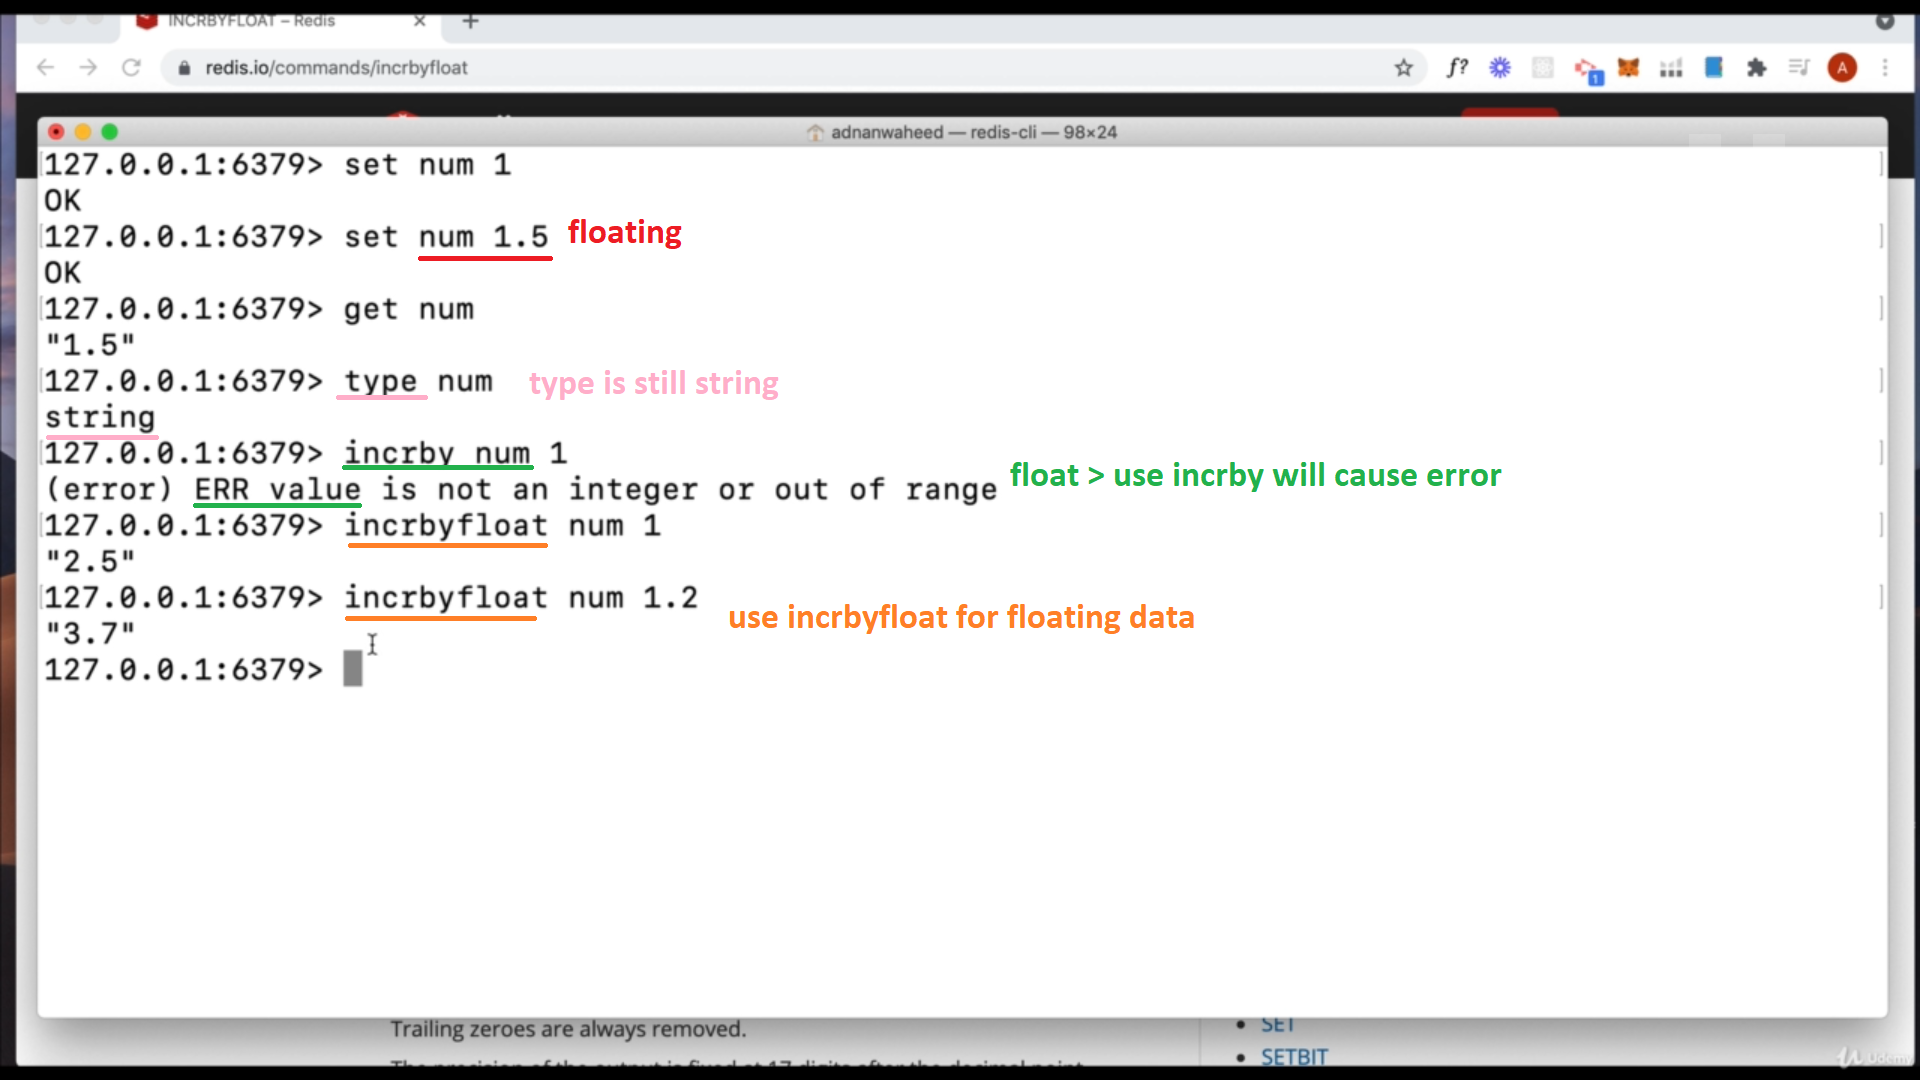 INCRBYFLOAT – Redis
redis.io/commands/incrbyfloat
f?
1
A
adnanwaheed — redis-cli — 98×24
127.0.0.1:6379> set num 1
OK
127.0.0.1:6379> set num 1.5 floating
OK
127.0.0.1:6379> get num
"1.5"
127.0.0.1:6379> type num type is still string
string
127.0.0.1:6379> incrby num 1
(error) ERR value is not an integer or out of range float > use incrby will cause error
127.0.0.1:6379> incrbyfloat num 1
"2.5"
127.0.0.1:6379> incrbyfloat num 1.2
use incrbyfloat for floating data
"3.7"
127.0.0.1:6379>
Trailing zeroes are always removed.
SET
The precision of the output is fixed at 17 digits after the decimal point
SETBIT
Udemy